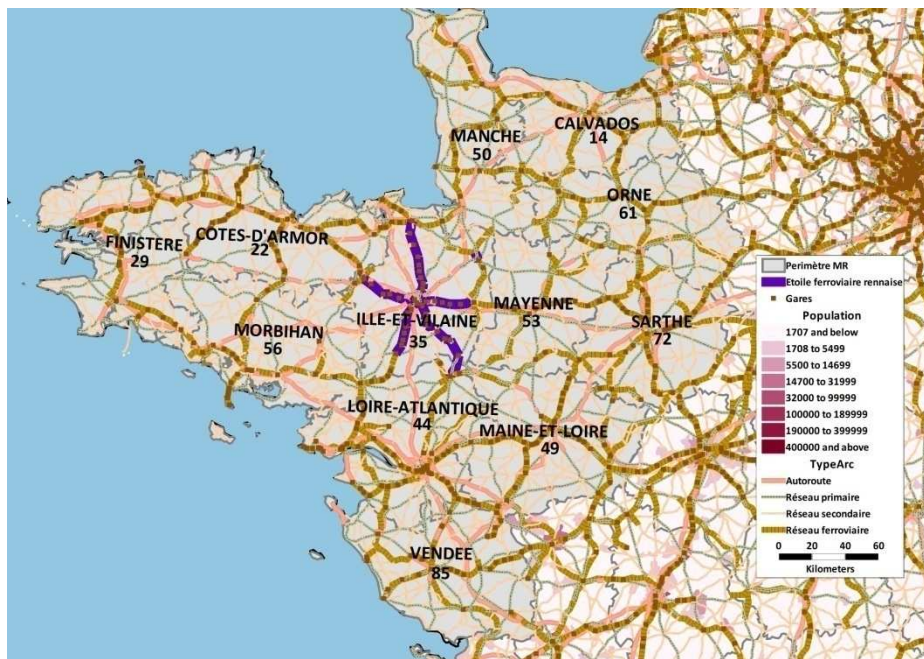 CALVADOS
14
MANCHE
50
ORNE
61
COTES-D'ARMOR
22
FINISTERE
29
Perimètre MR
Etoile ferroviaire rennaise
Gares
Population
1707 and below
1708 to 5499
5500 to 14699
14700 to 31999
32000 to 99999
100000 to 189999
190000 to 399999
400000 and above
TypeArc
Autoroute
Réseau primaire
Réseau secondaire
Réseau ferroviaire
0 20 40 60
Kilometers
MAYENNE
53
ILLE-ET-VILAINE
35
SARTHE
72
MORBIHAN
56
LOIRE-ATLANTIQUE
44
MAINE-ET-LOIRE
49
VENDEE
85